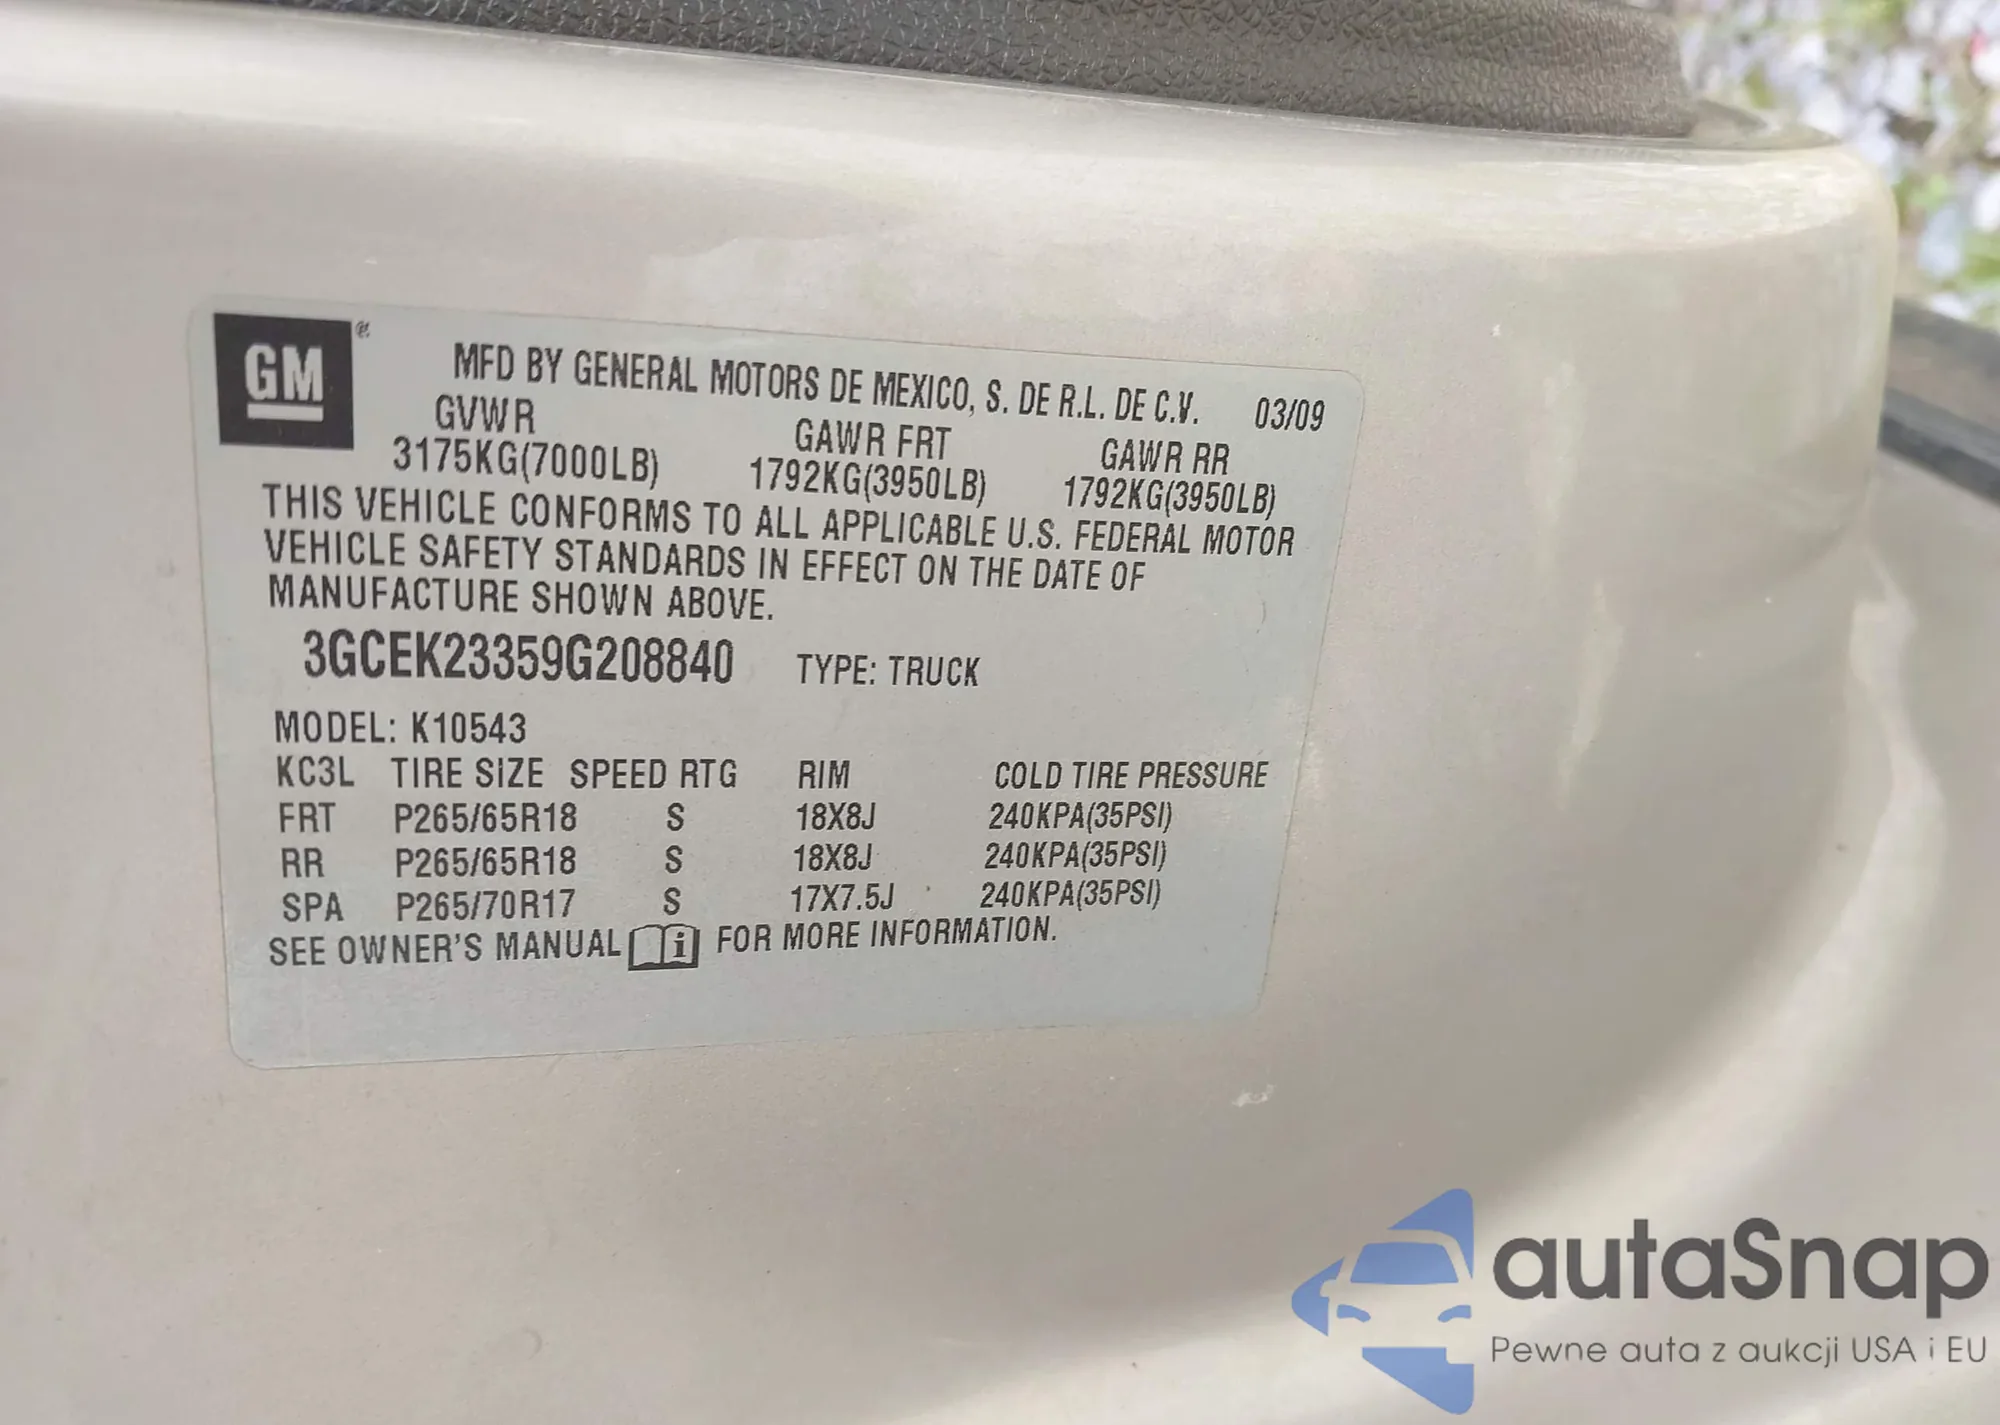 GM ®
MFD BY GENERAL MOTORS DE MEXICO, S. DE R.L. DE C.V. 03/09
GVWR GAWR FRT GAWR RR
3175KG(7000LB) 1792KG(3950LB) 1792KG(3950LB)
THIS VEHICLE CONFORMS TO ALL APPLICABLE U.S. FEDERAL MOTOR
VEHICLE SAFETY STANDARDS IN EFFECT ON THE DATE OF
MANUFACTURE SHOWN ABOVE.
3GCEK23359G208840 TYPE: TRUCK
MODEL: K10543
KC3L TIRE SIZE SPEED RTG RIM COLD TIRE PRESSURE
FRT P265/65R18 S 18X8J 240KPA(35PSI)
RR P265/65R18 S 18X8J 240KPA(35PSI)
SPA P265/70R17 S 17X7.5J 240KPA(35PSI)
SEE OWNER'S MANUAL i FOR MORE INFORMATION.
autaSnap
Pewne auta z aukcji USA i EU